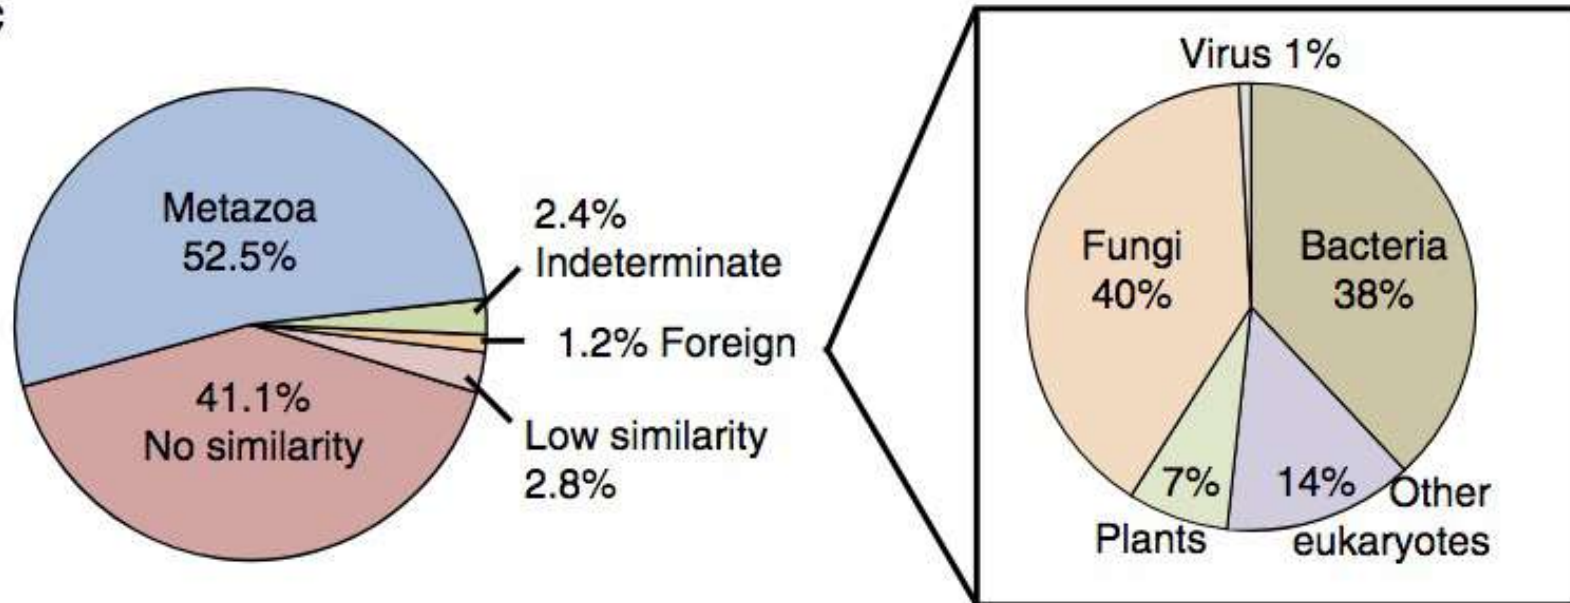 c
Metazoa
52.5%
2.4%
Indeterminate
1.2% Foreign
41.1%
No similarity
Low similarity
2.8%
Virus 1%
Fungi
40%
Bacteria
38%
7%
14%
Plants
Other
eukaryotes